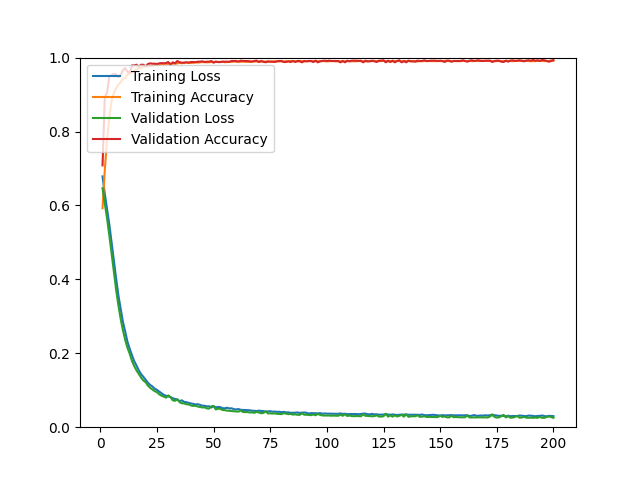 1.0
0.8
0.6
0.4
0.2
0.0
Training Loss
Training Accuracy
Validation Loss
Validation Accuracy
0 25 50 75 100 125 150 175 200